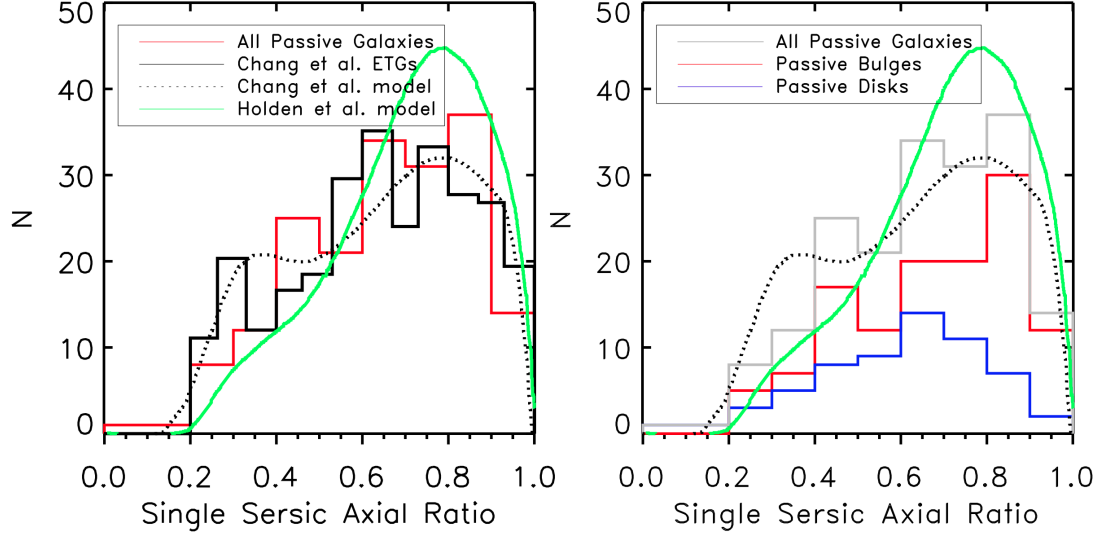 50
40
30
20
10
0
N
All Passive Galaxies
Chang et al. ETGs
Chang et al. model
Holden et al. model
0.0 0.2 0.4 0.6 0.8 1.0
Single Sersic Axial Ratio
50
40
30
20
10
0
N
All Passive Galaxies
Passive Bulges
Passive Disks
0.0 0.2 0.4 0.6 0.8 1.0
Single Sersic Axial Ratio